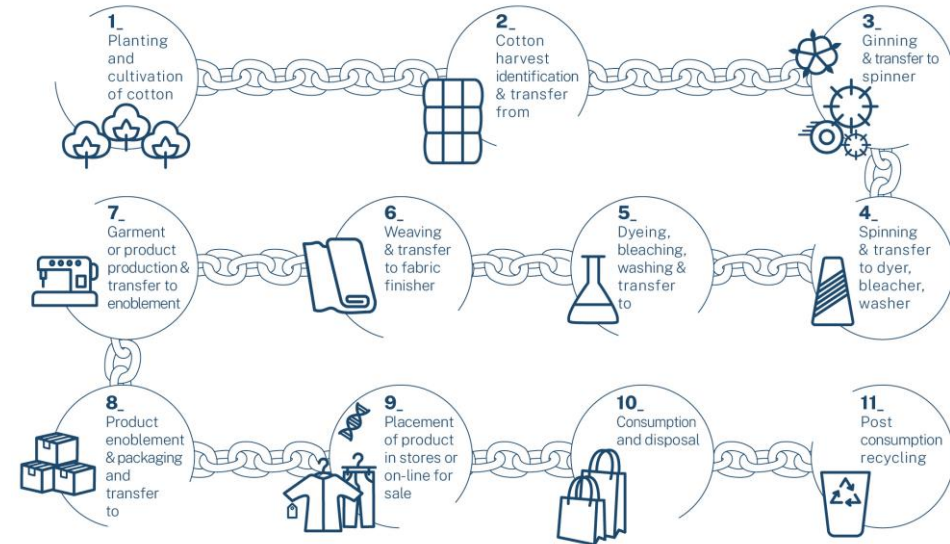 1_
Planting
and
cultivation
of cotton
2_
Cotton
harvest
identification
& transfer
from
3_
Ginning
& transfer to
spinner
7_
Garment
or product
production &
transfer to
enoblement
6_
Weaving
& transfer
to fabric
finisher
5_
Dyeing,
bleaching,
washing &
transfer
to
4_
Spinning
& transfer
to dyer,
bleacher,
washer
8_
Product
enoblement
& packaging
and
transfer
to
9_
Placement
of product
in stores or
on-line for
sale
10_
Consumption
and disposal
11_
Post
consumption
recycling